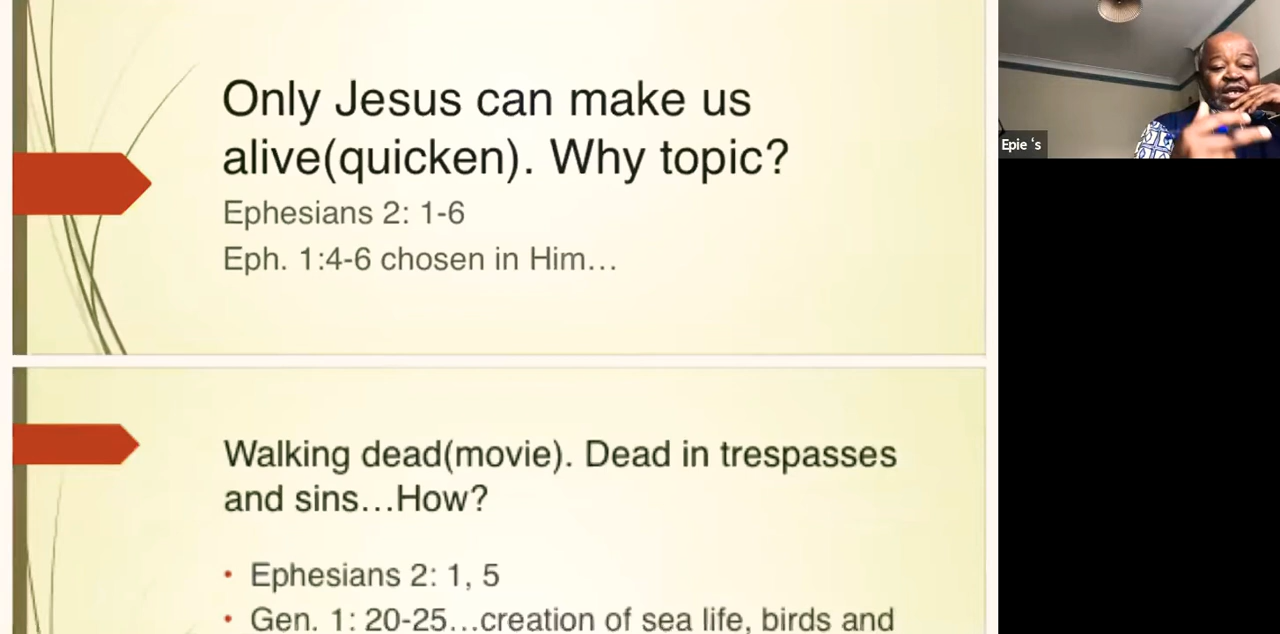 Only Jesus can make us
alive(quicken). Why topic?
Ephesians 2: 1-6
Eph. 1:4-6 chosen in Him…
Epie ‘s
Walking dead(movie). Dead in trespasses
and sins…How?
• Ephesians 2: 1, 5
• Gen. 1: 20-25…creation of sea life, birds and